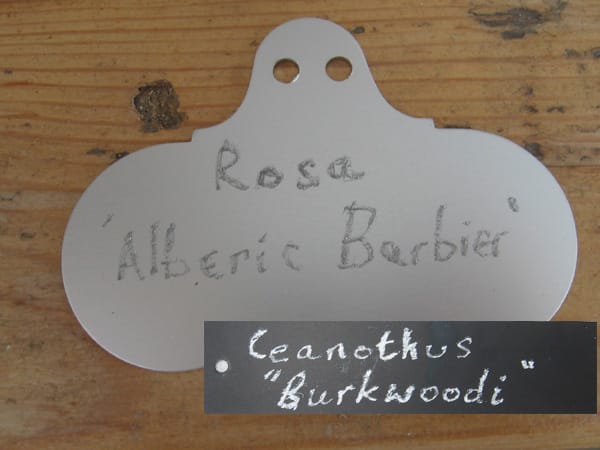 Rosa
'Alberic Barbier'
Ceanothus
"Burkwoodi"